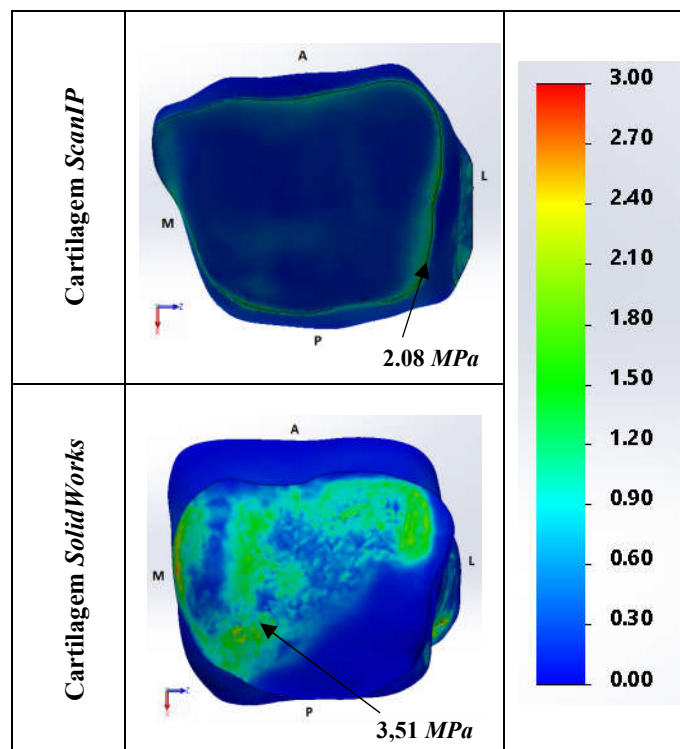 Cartilagem ScanIP
A
L
M
P
2.08 MPa
Cartilagem SolidWorks
A
L
M
P
3,51 MPa
3.00
2.70
2.40
2.10
1.80
1.50
1.20
0.90
0.60
0.30
0.00